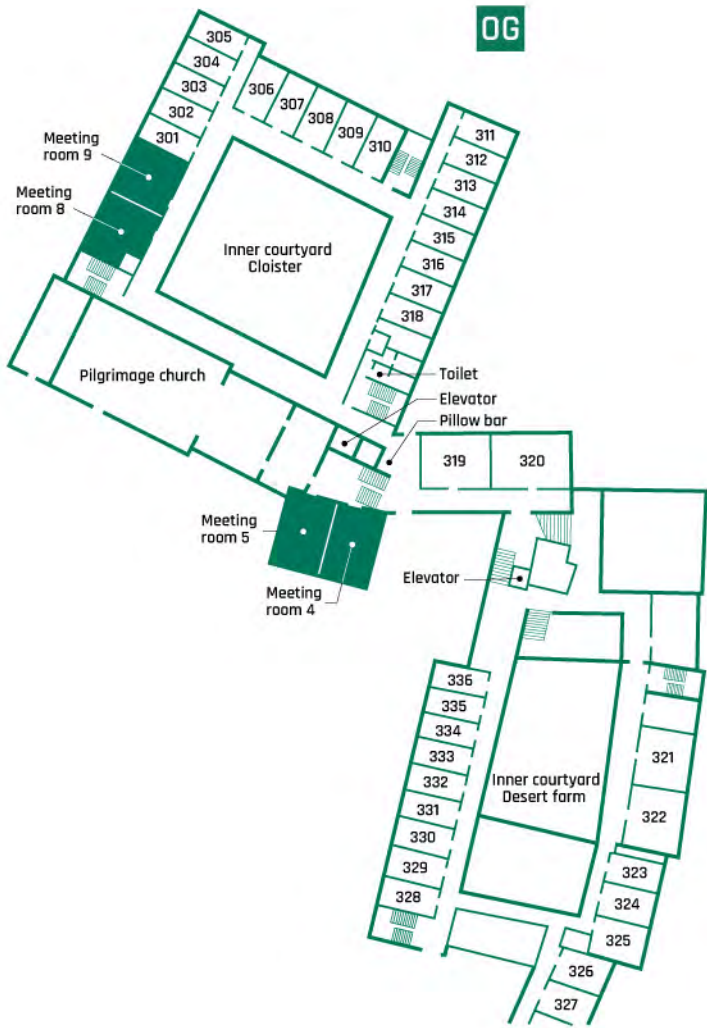 OG
305
304
303
302
301
306
307
308
309
310
311
312
313
314
315
316
317
318
Meeting
room 9
Meeting
room 8
Inner courtyard
Cloister
Pilgrimage church
Toilet
Elevator
Pillow bar
319
320
Meeting
room 5
Meeting
room 4
Elevator
336
335
334
333
332
331
330
329
328
Inner courtyard
Desert farm
321
322
323
324
325
326
327